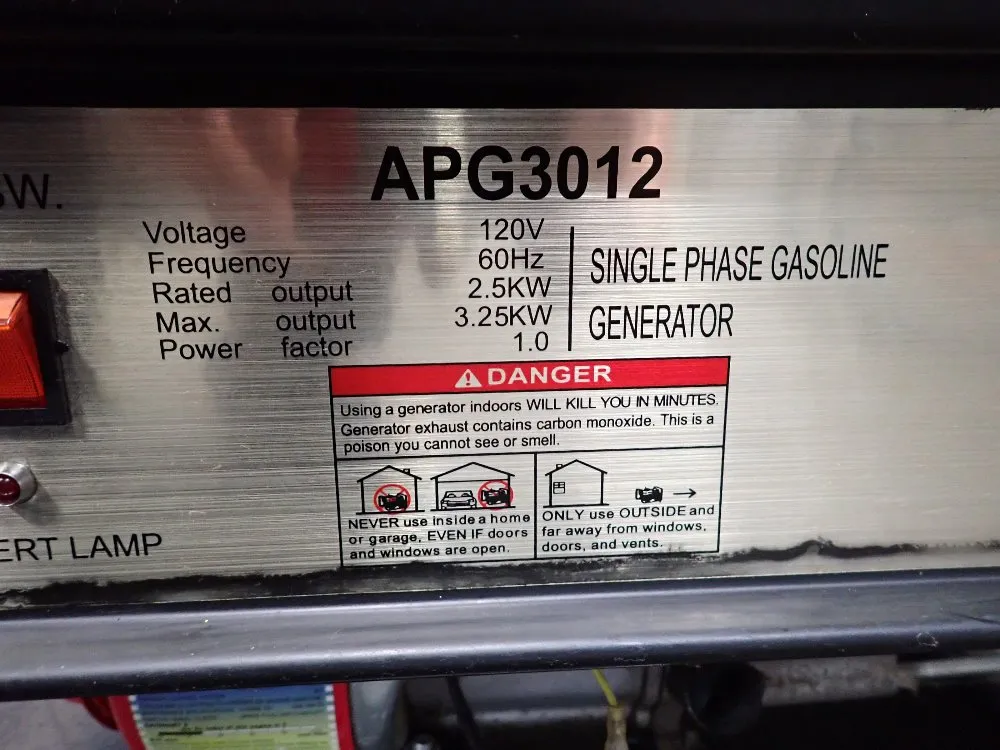 APG3012
W.
Voltage 120V
Frequency 60Hz
Rated output 2.5KW
Max. output 3.25KW
Power factor 1.0
SINGLE PHASE GASOLINE
GENERATOR
DANGER
Using a generator indoors WILL KILL YOU IN MINUTES.
Generator exhaust contains carbon monoxide. This is a
poison you cannot see or smell.
NEVER use inside a home
or garage, EVEN IF doors
and windows are open.
ONLY use OUTSIDE and
far away from windows,
doors, and vents.
ERT LAMP